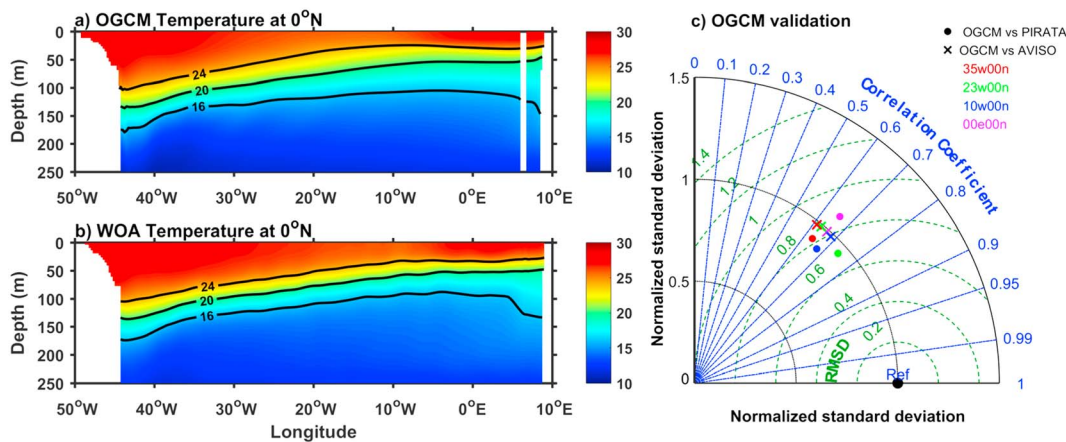 a) OGCM Temperature at 0°N
0
50
100
150
200
250
Depth (m)
24
20
16
50°W
40°W
30°W
20°W
10°W
0°E
10°E
30
25
20
15
10
b) WOA Temperature at 0°N
0
50
100
150
200
250
Depth (m)
24
20
16
50°W
40°W
30°W
20°W
10°W
0°E
10°E
Longitude
30
25
20
15
10
c) OGCM validation
OGCM vs PIRATA
OGCM vs AVISO
35w00n
23w00n
10w00n
00e00n
1.5
1
0.5
0
Normalized standard deviation
0
0.1
0.2
0.3
0.4
0.5
0.6
0.7
0.8
0.9
0.95
0.99
1
Correlation Coefficient
1.4
1.2
1
0.8
0.6
0.4
0.2
RMSD
Ref
Normalized standard deviation